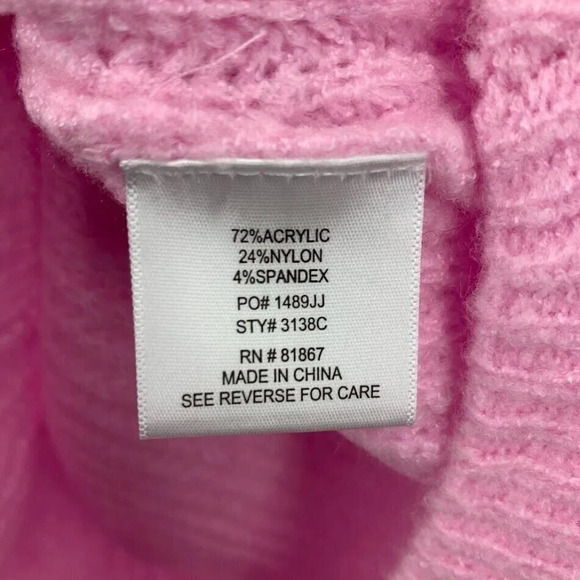 72%ACRYLIC
24%NYLON
4%SPANDEX
PO# 1489JJ
STY# 3138C
RN # 81867
MADE IN CHINA
SEE REVERSE FOR CARE